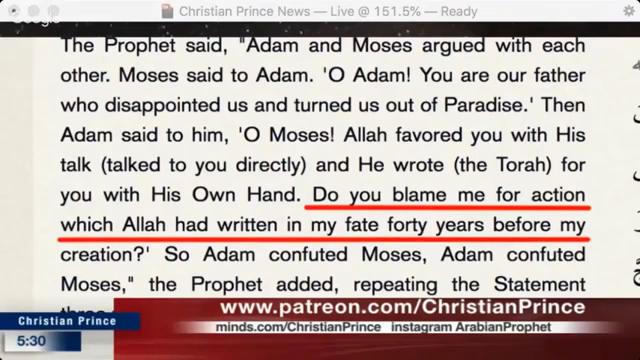 Christian Prince News — Live @ 151.5% — Ready
The Prophet said, "Adam and Moses argued with each
other. Moses said to Adam. 'O Adam! You are our father
who disappointed us and turned us out of Paradise.' Then
Adam said to him, 'O Moses! Allah favored you with His
talk (talked to you directly) and He wrote (the Torah) for
you with His Own Hand. Do you blame me for action
which Allah had written in my fate forty years before my
creation?' So Adam confuted Moses, Adam confuted
Moses," the Prophet added, repeating the Statement
www.patreon.com/ChristianPrince
Christian Prince
minds.com/ChristianPrince instagram ArabianProphet
5:30